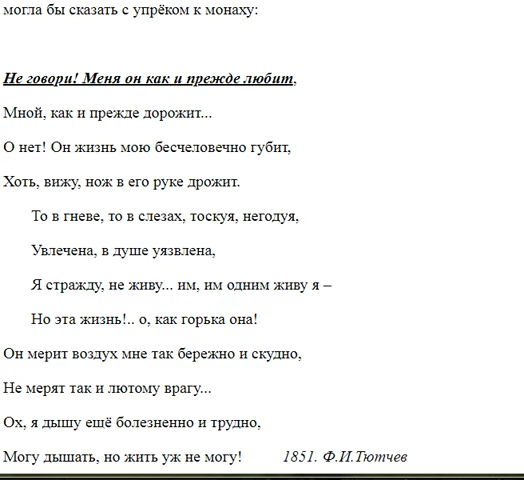 могла бы сказать с упрёком к монаху:
Не говори! Меня он как и прежде любит,
Мной, как и прежде дорожит...
О нет! Он жизнь мою бесчеловечно губит,
Хоть, вижу, нож в его руке дрожит.
То в гневе, то в слезах, тоскуя, негодуя,
Увлечена, в душе уязвлена,
Я стражду, не живу... им, им одним живу я –
Но эта жизнь!.. о, как горька она!
Он мерит воздух мне так бережно и скудно,
Не мерят так и лютому врагу...
Ох, я дышу ещё болезненно и трудно,
Могу дышать, но жить уж не могу! 1851. Ф.И.Тютчев